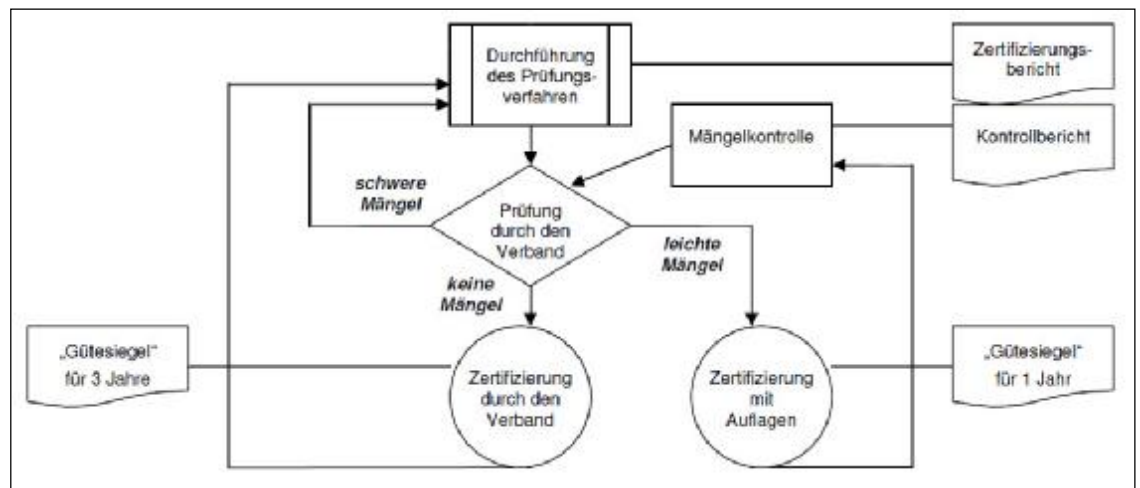 Durchführung
des Prüfungs-
verfahren
Zertifizierungs-
bericht
Mängelkontrolle
Kontrollbericht
schwere
Mängel
Prüfung
durch den
Verband
leichte
Mängel
keine
Mängel
„Gütesiegel“
für 3 Jahre
Zertifizierung
durch den
Verband
Zertifizierung
mit
Auflagen
„Gütesiegel“
für 1 Jahr